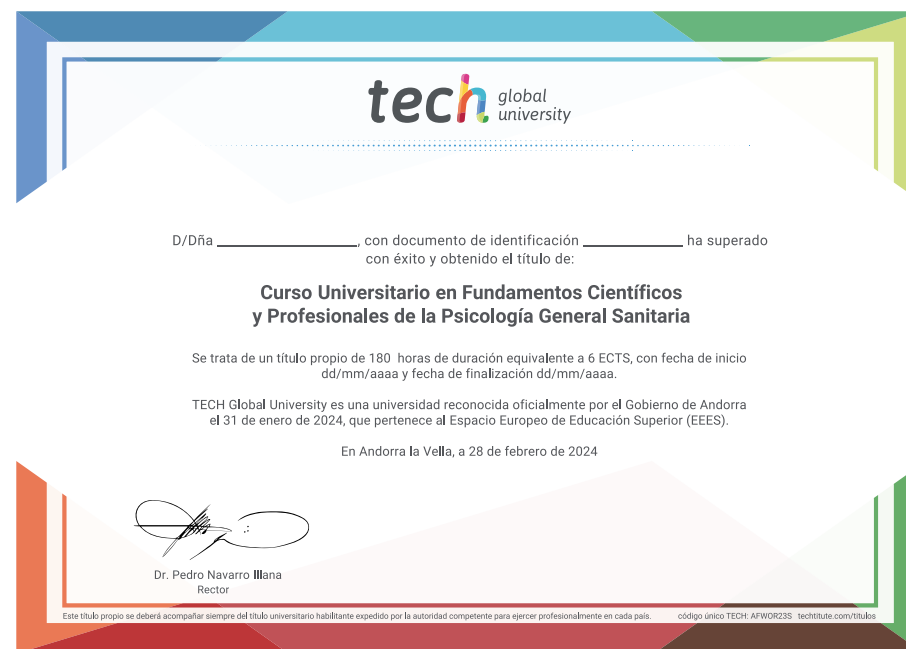 tech global
university
D/Dña ____________________, con documento de identificación ______________ ha superado
con éxito y obtenido el título de:
Curso Universitario en Fundamentos Científicos
y Profesionales de la Psicología General Sanitaria
Se trata de un título propio de 180 horas de duración equivalente a 6 ECTS, con fecha de inicio
dd/mm/aaaa y fecha de finalización dd/mm/aaaa.
TECH Global University es una universidad reconocida oficialmente por el Gobierno de Andorra
el 31 de enero de 2024, que pertenece al Espacio Europeo de Educación Superior (EEES).
En Andorra la Vella, a 28 de febrero de 2024
Dr. Pedro Navarro Illana
Rector
Este título propio se deberá acompañar siempre del título universitario habilitante expedido por la autoridad competente para ejercer profesionalmente en cada país. código único TECH: AFWOR23S techtitute.com/titulos